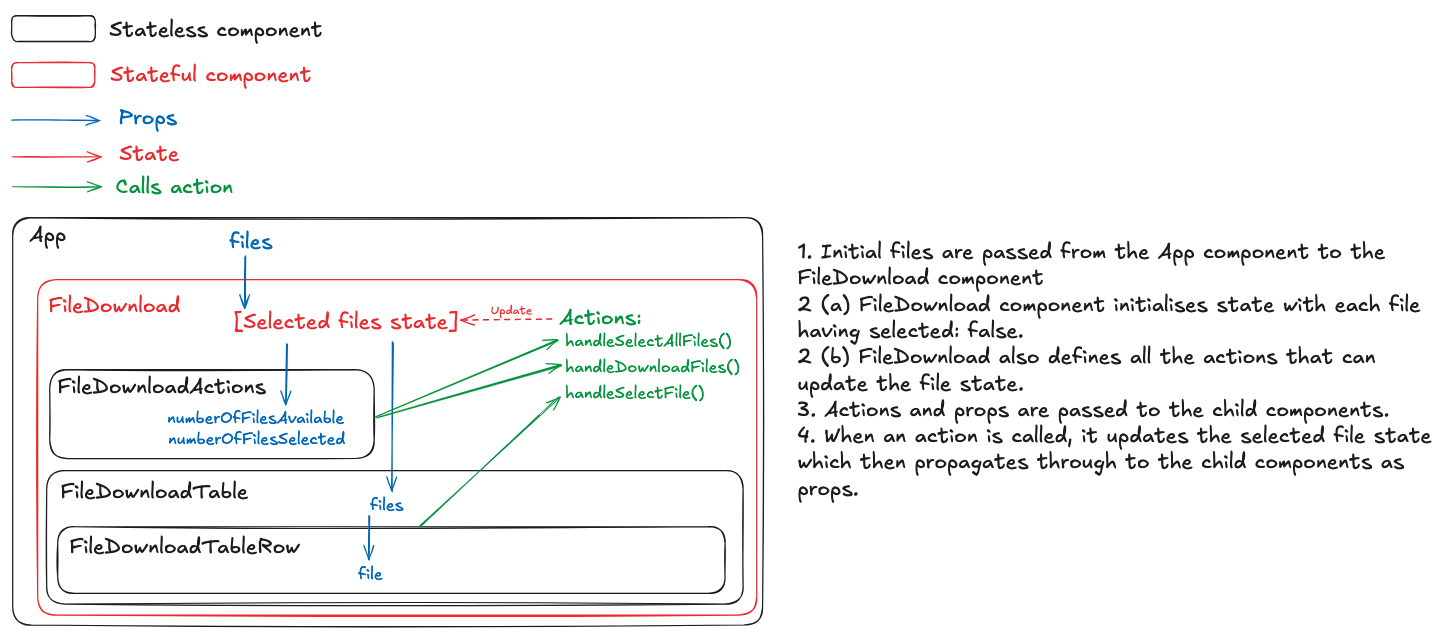 Stateless component
Stateful component
Props
State
Calls action
App
files
FileDownload
[Selected files state]
Update
Actions:
handleSelectAllFiles()
handleDownloadFiles()
handleSelectFile()
FileDownloadActions
numberOfFilesAvailable
numberOfFilesSelected
FileDownloadTable
files
FileDownloadTableRow
file
1. Initial files are passed from the App component to the
FileDownload component
2 (a) FileDownload component initialises state with each file
having selected: false.
2 (b) FileDownload also defines all the actions that can
update the file state.
3. Actions and props are passed to the child components.
4. When an action is called, it updates the selected file state
which then propagates through to the child components as
props.